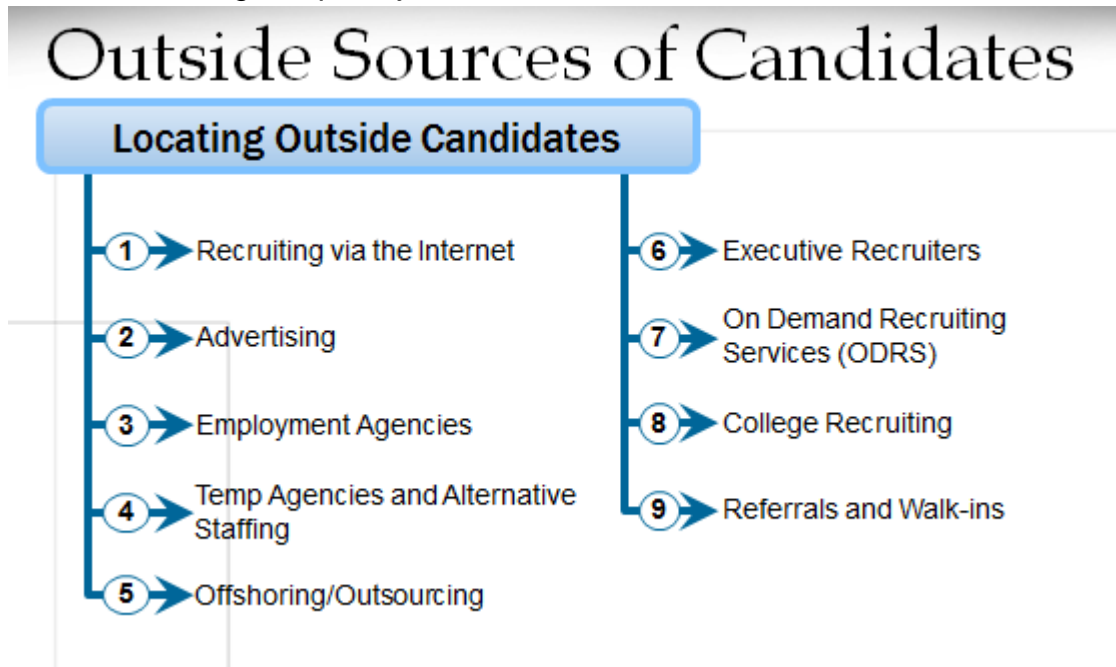 Outside Sources of Candidates
Locating Outside Candidates
1 Recruiting via the Internet
2 Advertising
3 Employment Agencies
4 Temp Agencies and Alternative
Staffing
5 Offshoring/Outsourcing
6 Executive Recruiters
7 On Demand Recruiting
Services (ODRS)
8 College Recruiting
9 Referrals and Walk-ins